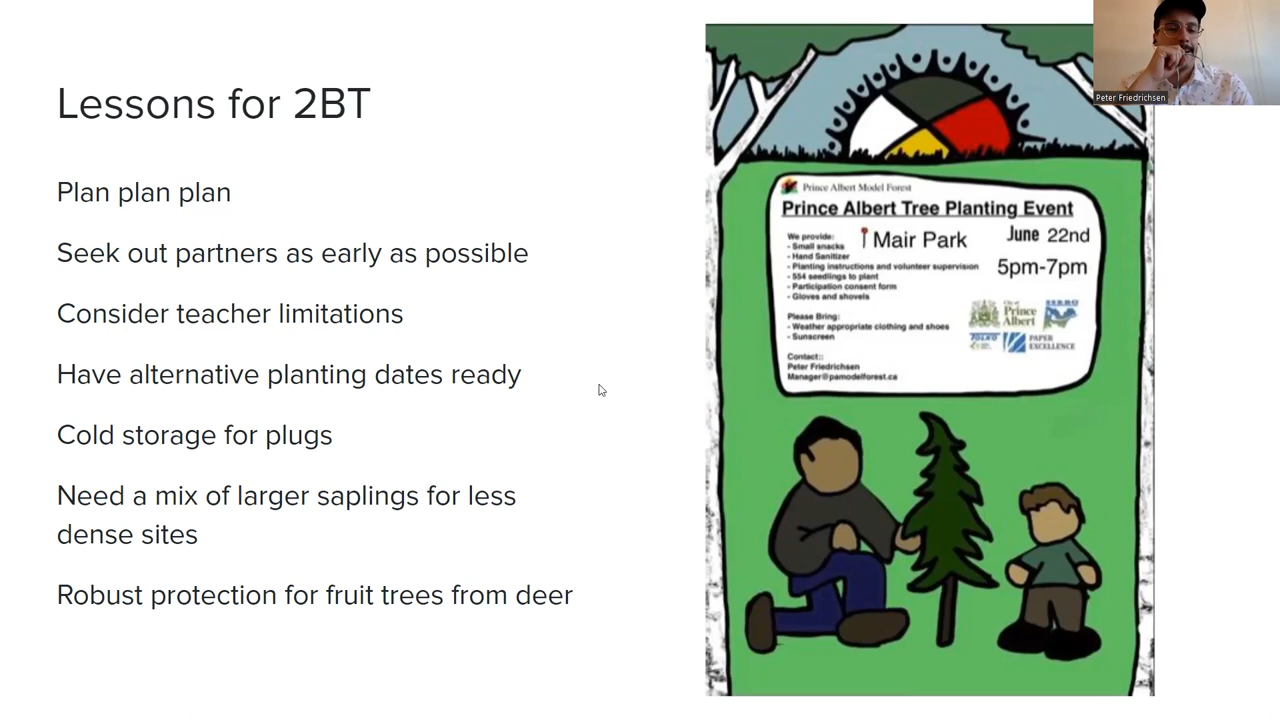 Lessons for 2BT
Plan plan plan
Seek out partners as early as possible
Consider teacher limitations
Have alternative planting dates ready
Cold storage for plugs
Need a mix of larger saplings for less
dense sites
Robust protection for fruit trees from deer
Peter Friedrichsen
Prince Albert Model Forest
Prince Albert Tree Planting Event
We provide:
- Small snacks
- Hand Sanitizer
- Planting instructions and volunteer supervision
- 554 seedlings to plant
- Participation consent form
- Gloves and shovels
Mair Park
June 22nd
5pm-7pm
Please Bring:
- Weather appropriate clothing and shoes
- Sunscreen
Contact::
Peter Friedrichsen
Manager@pamodelforest.ca
City of
Prince
Albert
PAPER
EXCELLENCE